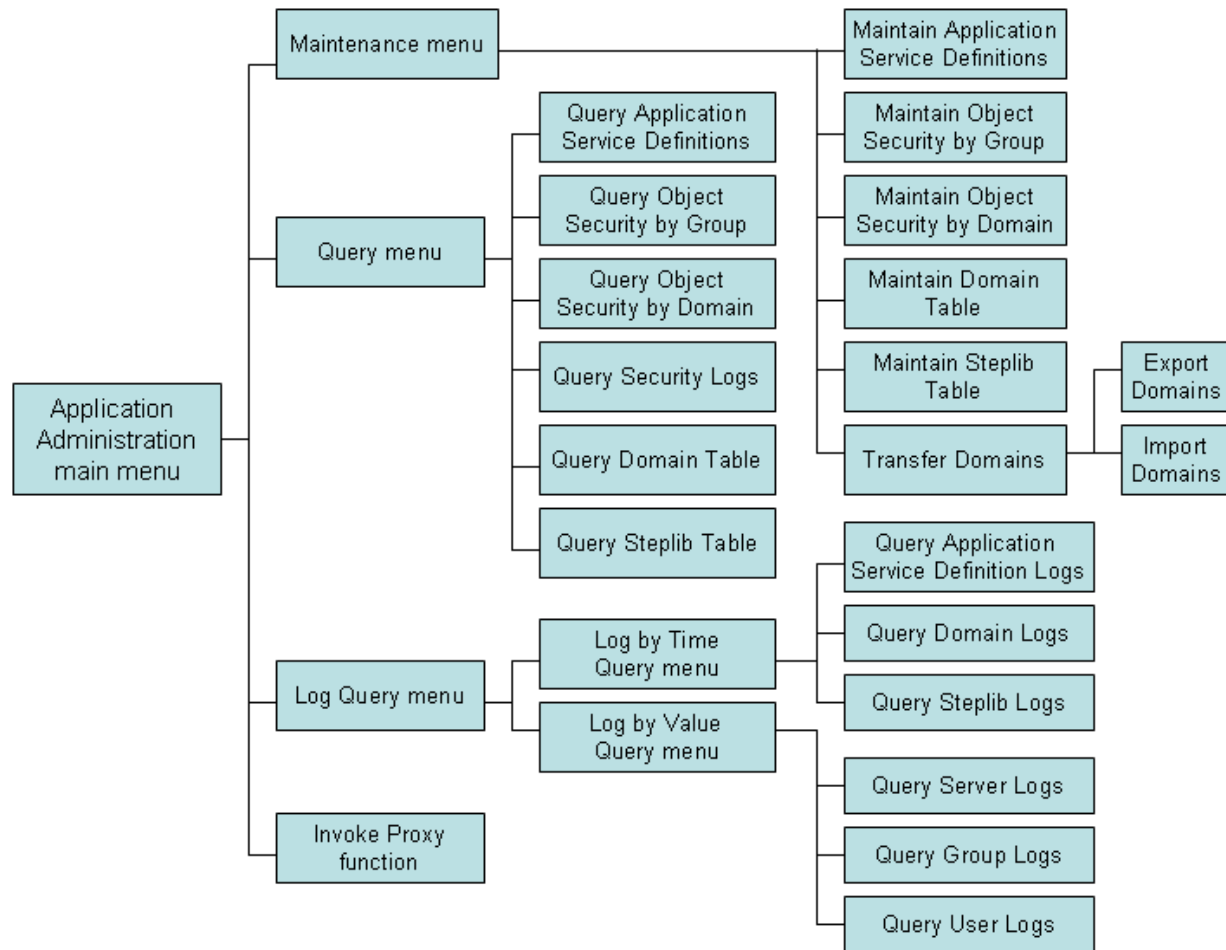 Application
Administration
main menu
Maintenance menu
Maintain Application
Service Definitions
Maintain Object
Security by Group
Maintain Object
Security by Domain
Maintain Domain
Table
Maintain Steplib
Table
Transfer Domains
Export
Domains
Import
Domains
Query menu
Query Application
Service Definitions
Query Object
Security by Group
Query Object
Security by Domain
Query Security Logs
Query Domain Table
Query Steplib Table
Log Query menu
Log by Time
Query menu
Query Application
Service Definition Logs
Query Domain Logs
Query Steplib Logs
Log by Value
Query menu
Query Server Logs
Query Group Logs
Query User Logs
Invoke Proxy
function